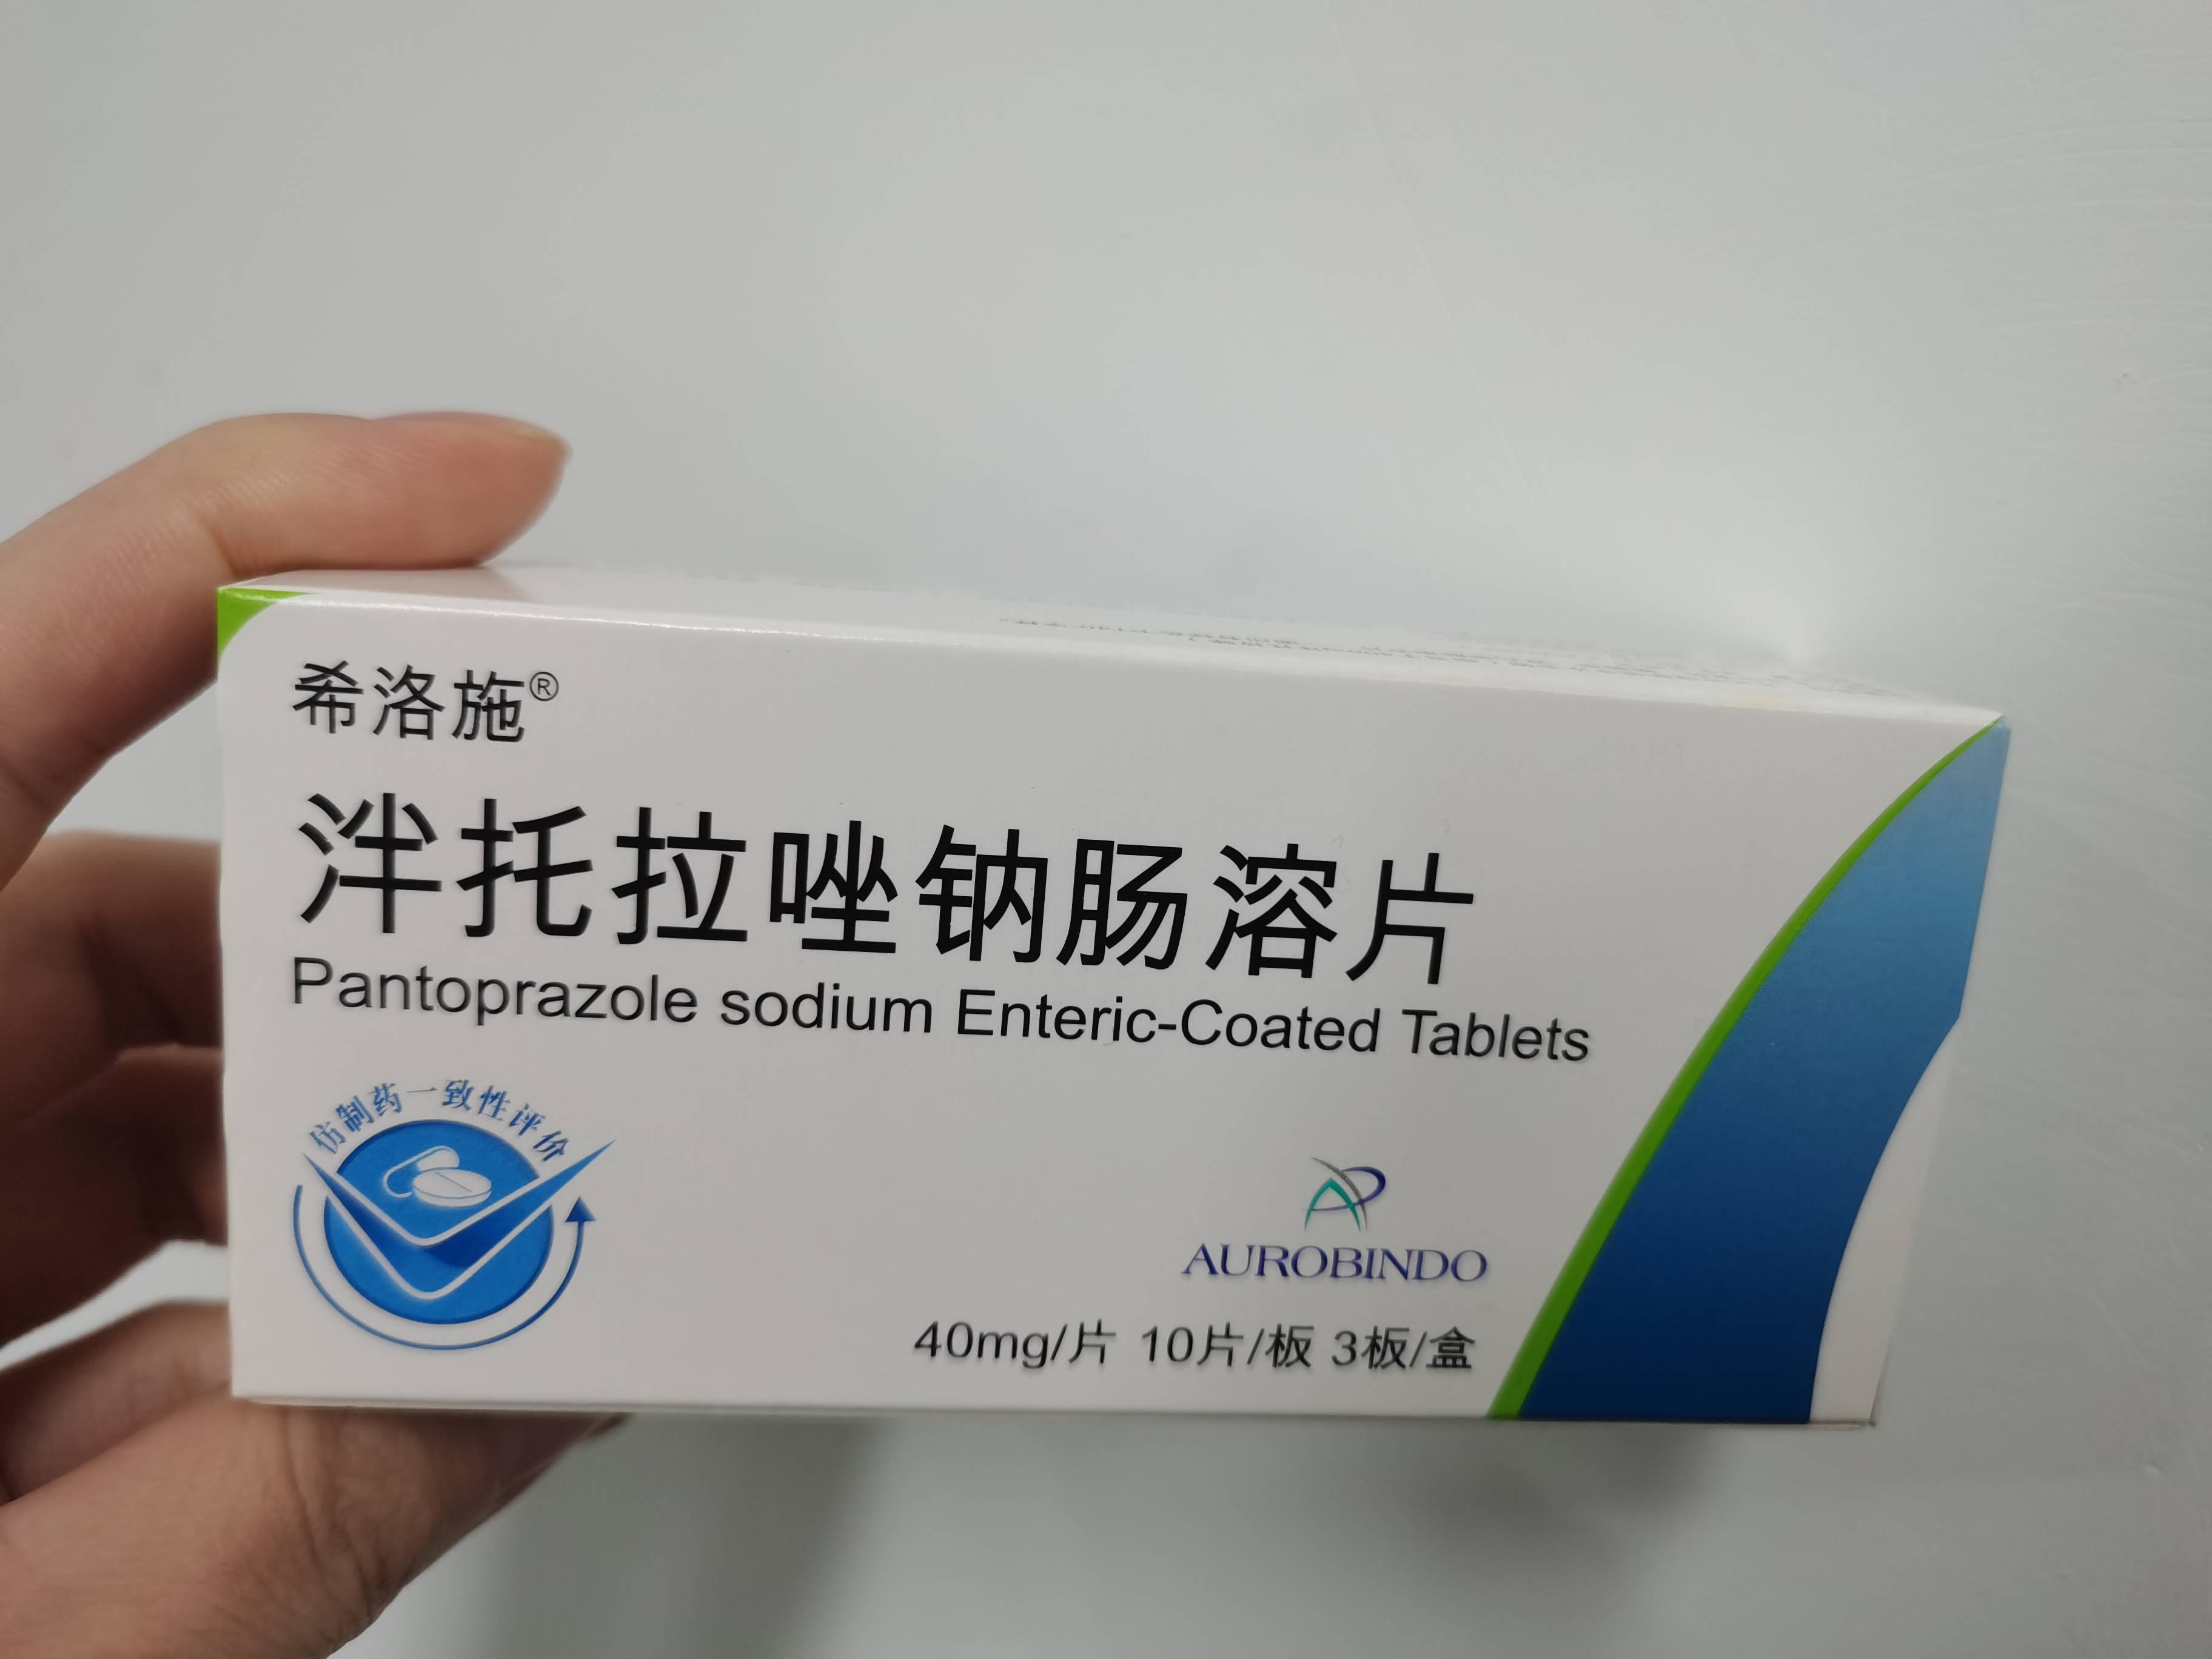 希洛施®
泮托拉唑钠肠溶片
Pantoprazole sodium Enteric-Coated Tablets
仿制药一致性评价
AUROBINDO
40mg/片 10片/板 3板/盒